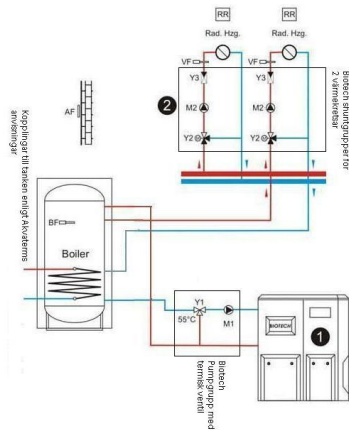 RR
RR
Rad. Hzg.
Rad. Hzg.
VF
VF
Y3
Y3
M2
M2
Y2
Y2
2
Biotech shuntgrupper for
2 värmekretsar
AF
Kopplingar till tanken enligt Akvaterms
anvisningar
BF
Boiler
Y1
55°C
M1
Biotech
Pumpgrupp med
termisk ventil
BIOTECH
1